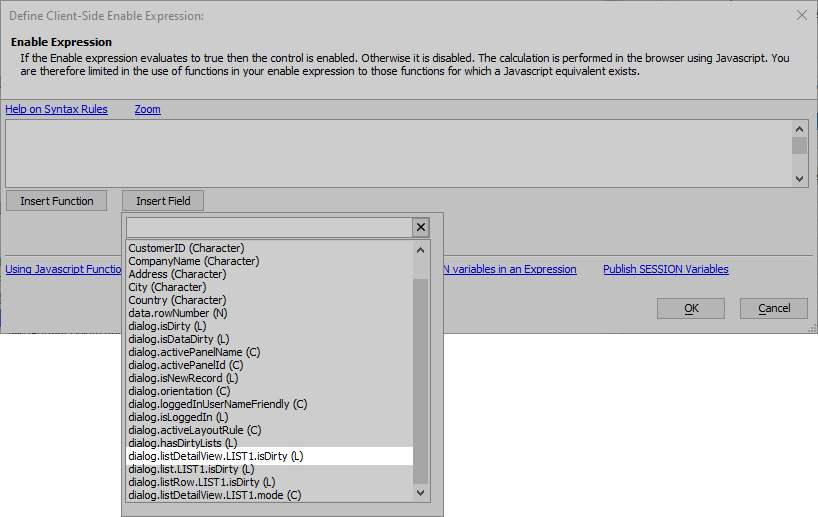 Define Client-Side Enable Expression:
Enable Expression
If the Enable expression evaluates to true then the control is enabled. Otherwise it is disabled. The calculation is performed in the browser using Javascript. You
are therefore limited in the use of functions in your enable expression to those functions for which a Javascript equivalent exists.
Help on Syntax Rules Zoom
Insert Function Insert Field
CustomerID (Character)
CompanyName (Character)
Address (Character)
City (Character)
Country (Character)
data.rowNumber (N)
dialog.isDirty (L)
dialog.isDataDirty (L)
dialog.activePanelName (C)
dialog.activePanelId (C)
dialog.isNewRecord (L)
dialog.orientation (C)
dialog.loggedInUserNameFriendly (C)
dialog.isLoggedIn (L)
dialog.activeLayoutRule (C)
dialog.hasDirtyLists (L)
dialog.listDetailView.LIST1.isDirty (L)
dialog.list.LIST1.isDirty (L)
dialog.listRow.LIST1.isDirty (L)
dialog.listDetailView.LIST1.mode (C)
Using Javascript Functio N variables in an Expression Publish SESSION Variables
OK Cancel